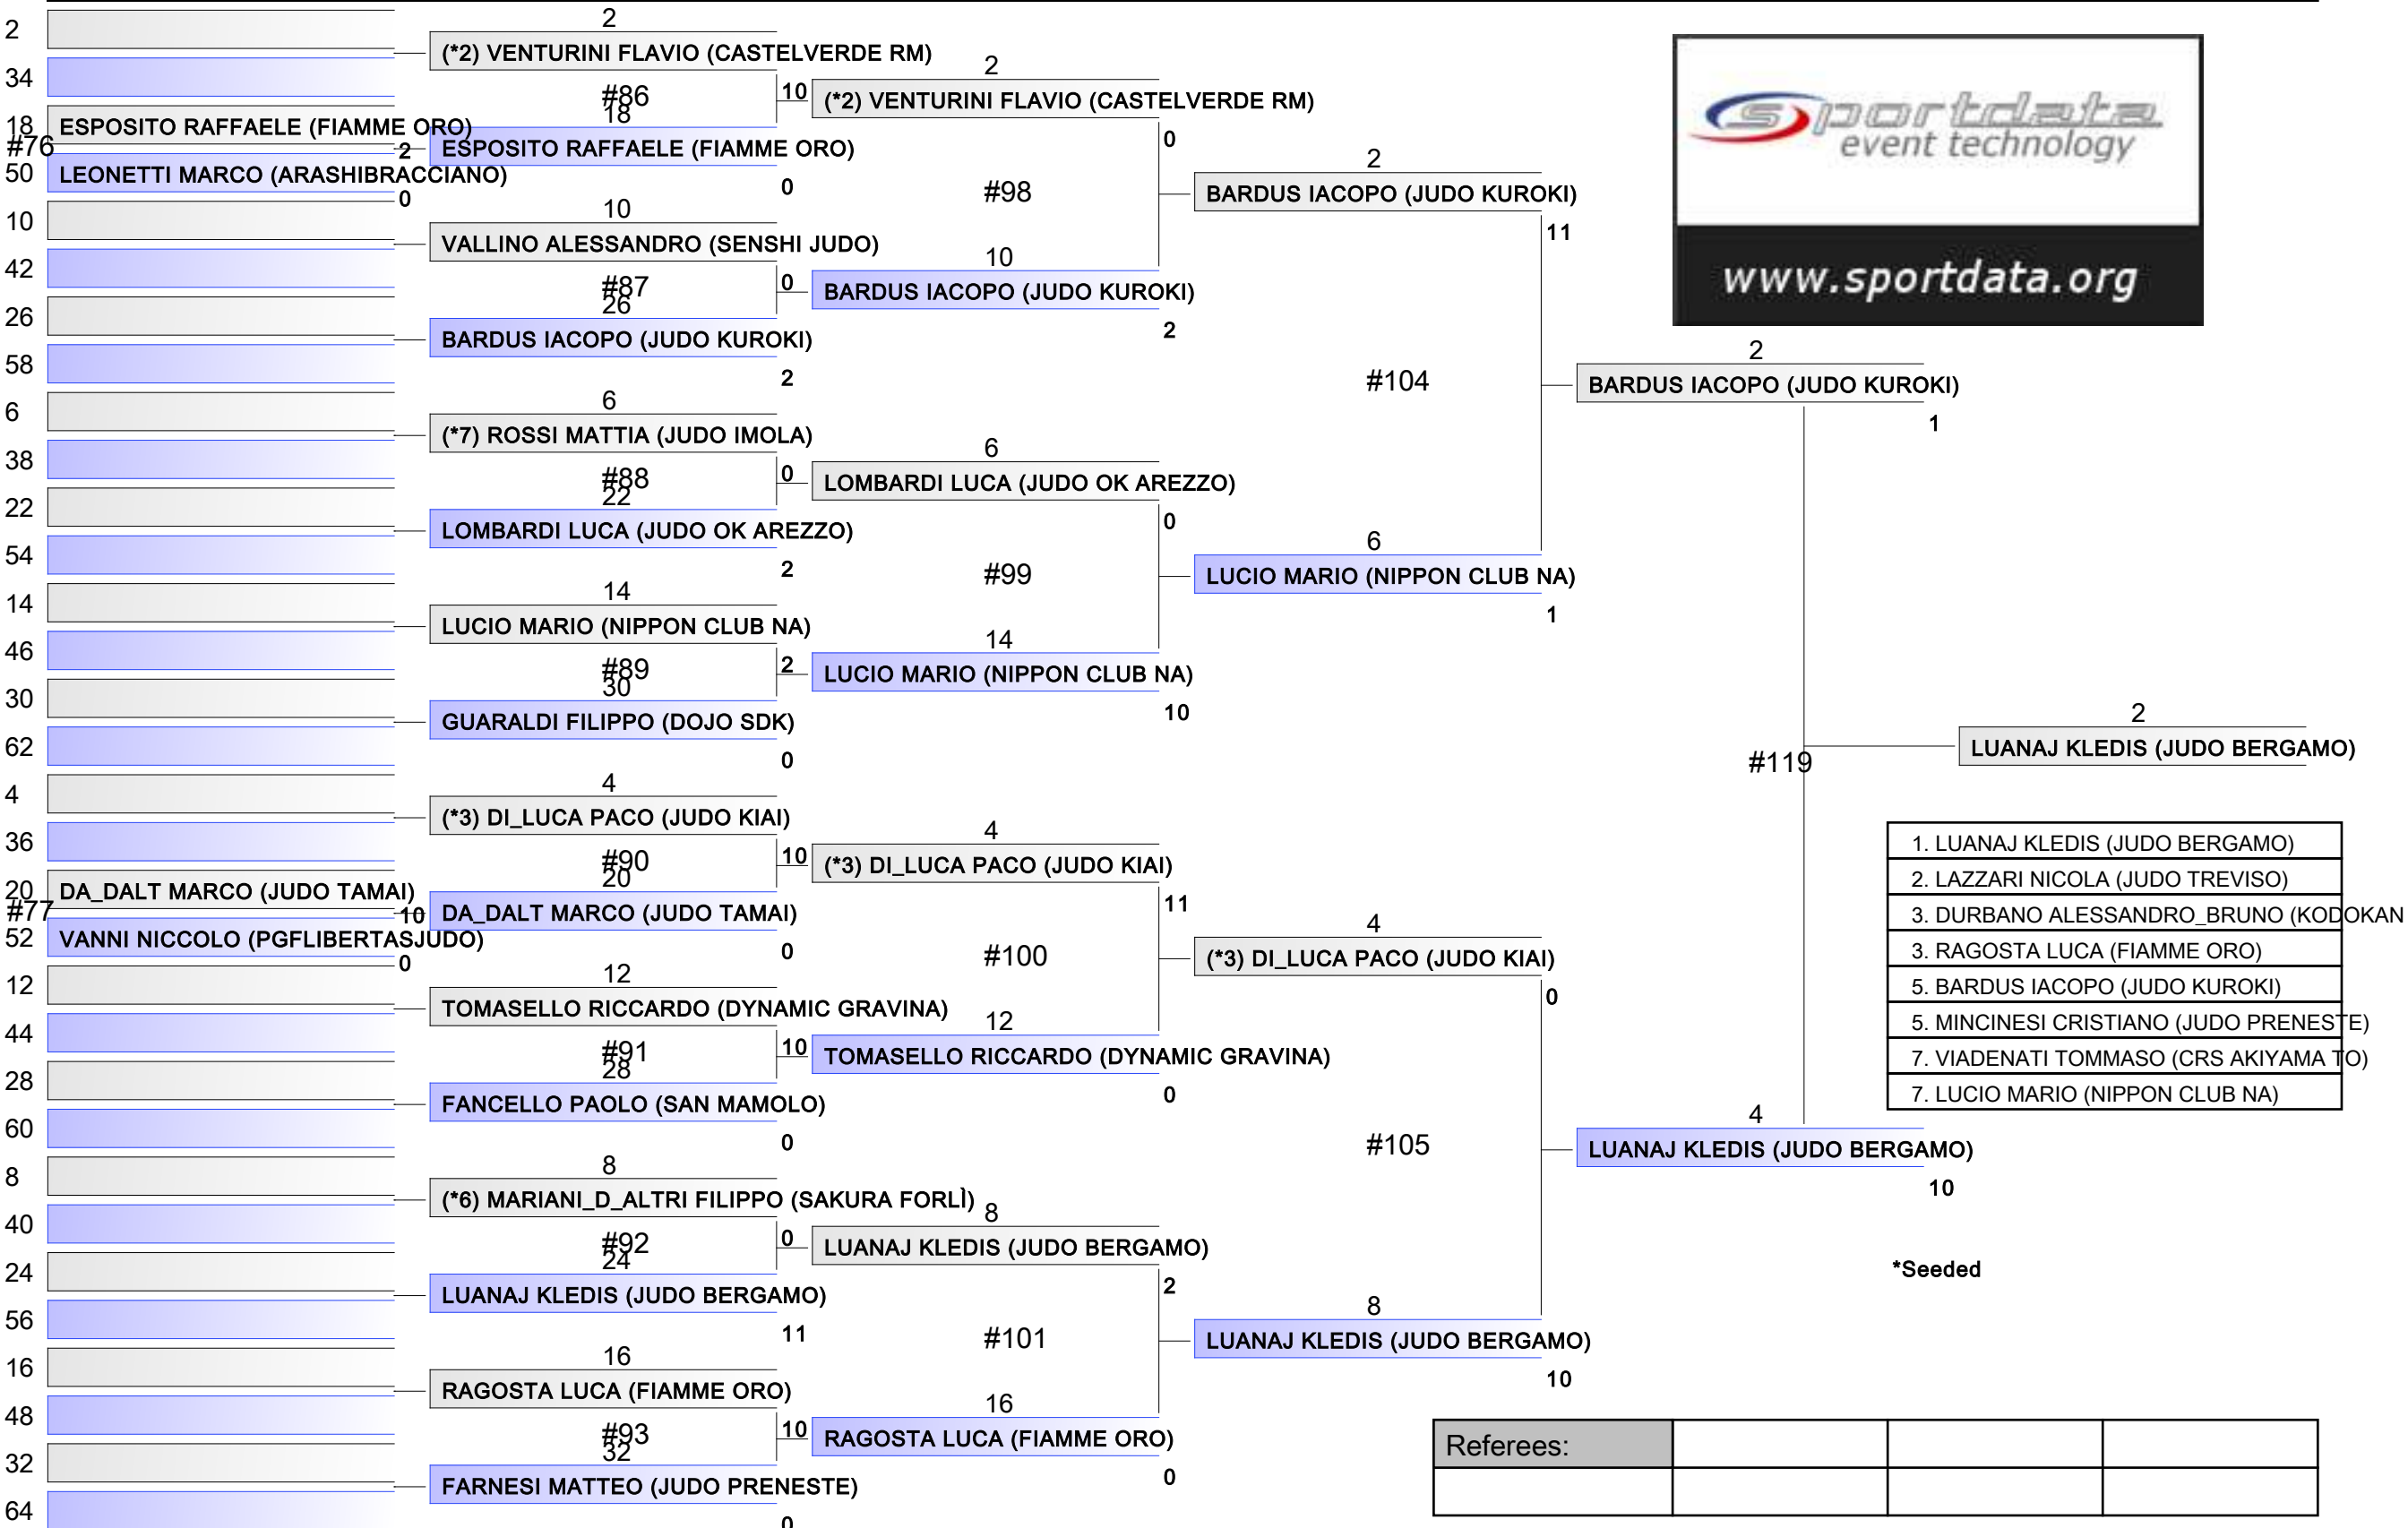 2
34
18
#76
50
10
42
26
58
6
38
22
54
14
46
30
62
4
36
20
#77
52
12
44
28
60
8
40
24
56
16
48
32
64
ESPOSITO RAFFAELE (FIAMME ORO)
2
LEONETTI MARCO (ARASHIBRACCIANO)
0
DA_DALT MARCO (JUDO TAMAI)
10
VANNI NICCOLO (PGFLIBERTASJUDO)
0
2
(*2) VENTURINI FLAVIO (CASTELVERDE RM)
10
#86
18
ESPOSITO RAFFAELE (FIAMME ORO)
0
10
VALLINO ALESSANDRO (SENSHI JUDO)
0
#87
26
BARDUS IACOPO (JUDO KUROKI)
2
6
(*7) ROSSI MATTIA (JUDO IMOLA)
0
#88
22
LOMBARDI LUCA (JUDO OK AREZZO)
2
14
LUCIO MARIO (NIPPON CLUB NA)
2
#89
30
GUARALDI FILIPPO (DOJO SDK)
0
4
(*3) DI_LUCA PACO (JUDO KIAI)
10
#90
20
DA_DALT MARCO (JUDO TAMAI)
0
12
TOMASELLO RICCARDO (DYNAMIC GRAVINA)
10
#91
28
FANCELLO PAOLO (SAN MAMOLO)
0
8
(*6) MARIANI_D_ALTRI FILIPPO (SAKURA FORLÌ)
0
#92
24
LUANAJ KLEDIS (JUDO BERGAMO)
11
16
RAGOSTA LUCA (FIAMME ORO)
10
#93
32
FARNESI MATTEO (JUDO PRENESTE)
0
2
(*2) VENTURINI FLAVIO (CASTELVERDE RM)
0
#98
10
BARDUS IACOPO (JUDO KUROKI)
2
6
LOMBARDI LUCA (JUDO OK AREZZO)
0
#99
14
LUCIO MARIO (NIPPON CLUB NA)
10
4
(*3) DI_LUCA PACO (JUDO KIAI)
11
#100
12
TOMASELLO RICCARDO (DYNAMIC GRAVINA)
0
8
LUANAJ KLEDIS (JUDO BERGAMO)
2
#101
16
RAGOSTA LUCA (FIAMME ORO)
0
2
BARDUS IACOPO (JUDO KUROKI)
11
#104
6
LUCIO MARIO (NIPPON CLUB NA)
1
4
(*3) DI_LUCA PACO (JUDO KIAI)
0
#105
8
LUANAJ KLEDIS (JUDO BERGAMO)
10
sportdata
event technology
www.sportdata.org
2
BARDUS IACOPO (JUDO KUROKI)
1
#119
4
LUANAJ KLEDIS (JUDO BERGAMO)
10
2
LUANAJ KLEDIS (JUDO BERGAMO)
1. LUANAJ KLEDIS (JUDO BERGAMO)
2. LAZZARI NICOLA (JUDO TREVISO)
3. DURBANO ALESSANDRO_BRUNO (KODOKAN
3. RAGOSTA LUCA (FIAMME ORO)
5. BARDUS IACOPO (JUDO KUROKI)
5. MINCINESI CRISTIANO (JUDO PRENESTE)
7. VIADENATI TOMMASO (CRS AKIYAMA TO)
7. LUCIO MARIO (NIPPON CLUB NA)
*Seeded
Referees: